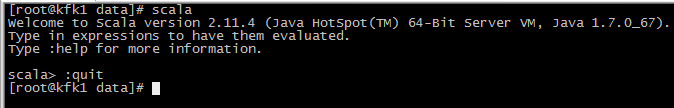 [root@kfk1 data]# scala
Welcome to Scala version 2.11.4 (Java HotSpot(TM) 64-Bit Server VM, Java 1.7.0_67).
Type in expressions to have them evaluated.
Type :help for more information.
scala> :quit
[root@kfk1 data]#